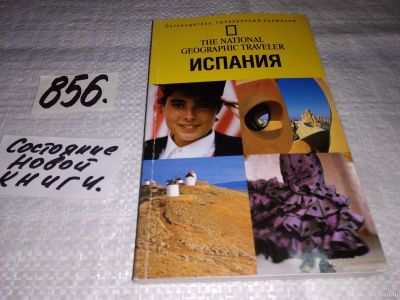 Путеводитель, проверенный временем
THE NATIONAL
GEOGRAPHIC TRAVELER
ИСПАНИЯ
856.
Состояние
Новой
книги.